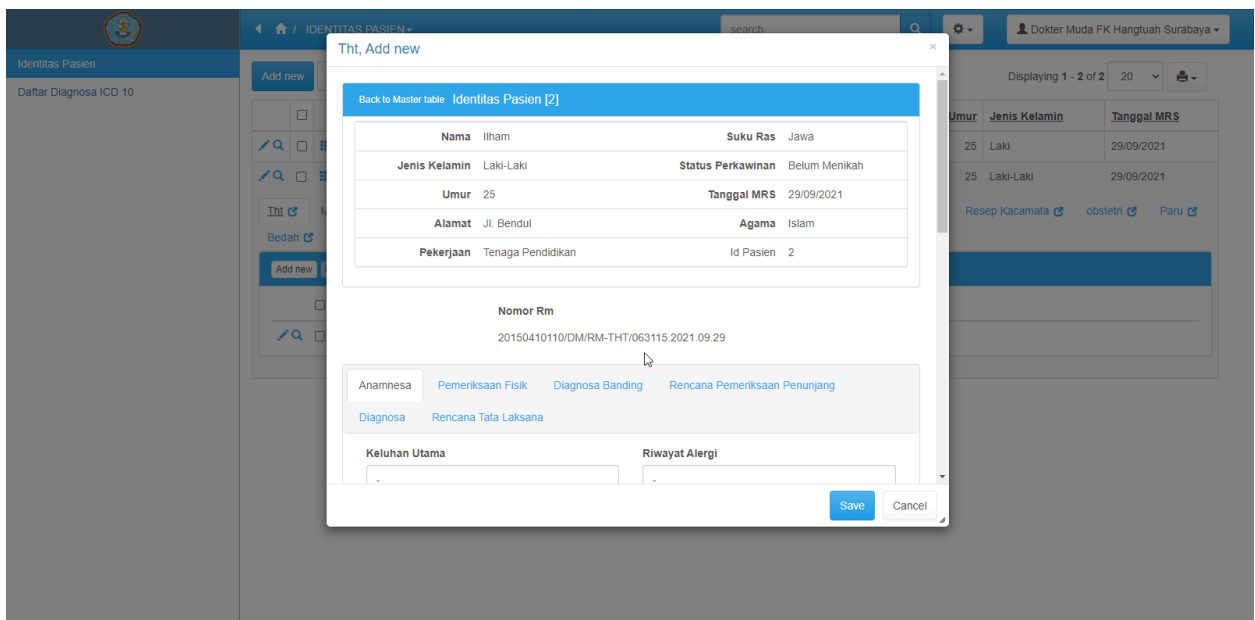 IDENTITAS PASIEN
search
Dokter Muda FK Hangtuah Surabaya
Identitas Pasien
Daftar Diagnosa ICD 10
Add new
Displaying 1 - 2 of 2 20
Umur Jenis Kelamin Tanggal MRS
25 Laki 29/09/2021
25 Laki-Laki 29/09/2021
Tht Resep Kacamata obstetri Paru
Bedah
Add new
Tht, Add new
×
Back to Master table Identitas Pasien [2]
Nama Ilham Suku Ras Jawa
Jenis Kelamin Laki-Laki Status Perkawinan Belum Menikah
Umur 25 Tanggal MRS 29/09/2021
Alamat Jl. Bendul Agama Islam
Pekerjaan Tenaga Pendidikan Id Pasien 2
Nomor Rm
20150410110/DM/RM-THT/063115.2021.09.29
Anamnesa Pemeriksaan Fisik Diagnosa Banding Rencana Pemeriksaan Penunjang
Diagnosa Rencana Tata Laksana
Keluhan Utama Riwayat Alergi
- -
Save Cancel